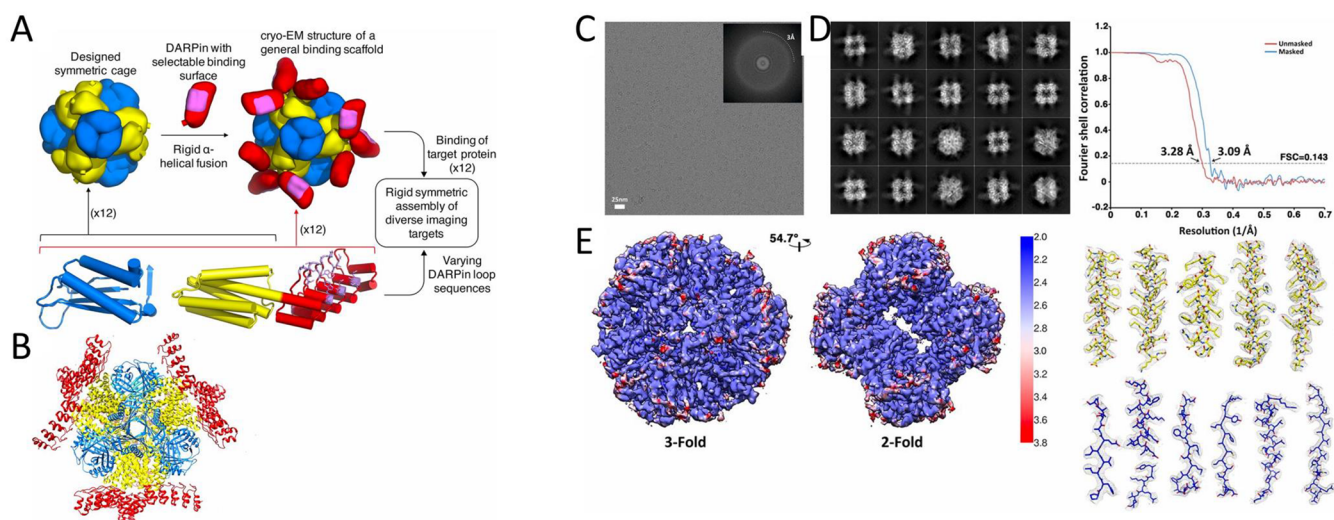 A
Designed
symmetric cage
DARPin with
selectable binding
surface
cryo-EM structure of a
general binding scaffold
Rigid α-
helical fusion
Binding of
target protein
(x12)
Rigid symmetric
assembly of
diverse imaging
targets
(x12)
(x12)
Varying
DARPin loop
sequences
B
C
3Å
25nm
D
Unmasked
Masked
Fourier shell correlation
1.2
1.0
0.8
0.6
0.4
0.2
0
-0.2
3.28 Å
3.09 Å
FSC=0.143
0
0.1
0.2
0.3
0.4
0.5
0.6
0.7
Resolution (1/Å)
E
54.7°
3-Fold
2-Fold
2.0
2.2
2.4
2.6
2.8
3.0
3.2
3.4
3.6
3.8